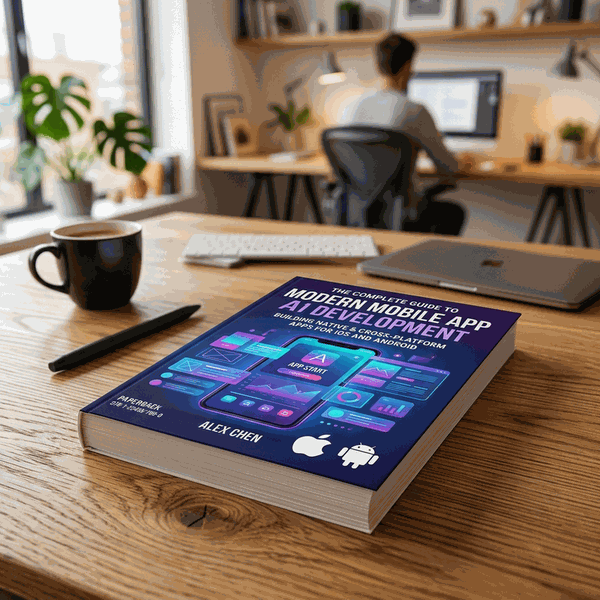 THE COMPLETE GUIDE TO
MODERN MOBILE APP
AI DEVELOPMENT
BUILDING NATIVE & CROSS-PLATFORM
APPS FOR IOS AND ANDROID
APP START
PAPERBACK
ALEX CHEN